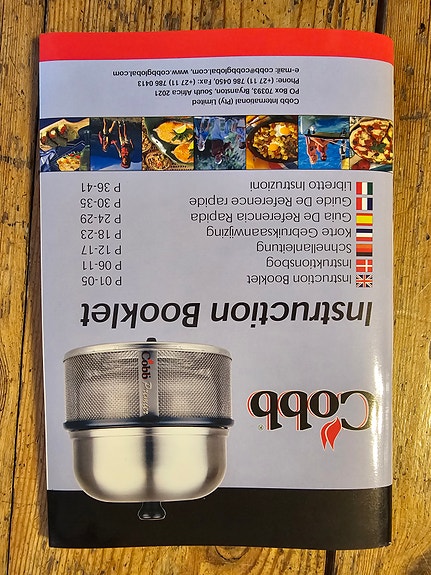 Cobb®
Cobb Premier
Instruction Booklet
Instruction Booklet P 01-05
Instruktionsbog P 06-11
Schnellanleitung P 12-17
Korte Gebruiksaanwijzing P 18-23
Guia De Referencia Rapida P 24-29
Guide De Reference rapide P 30-35
Libretto Instruzioni P 36-41
Cobb International (Pty) Limited
PO Box 70393, Bryanston, South Africa 2021
Phone: (+27 11) 786 0450, Fax: (+27 11) 786 0413
e-mail: cobb@cobbglobal.com, www.cobbglobal.com